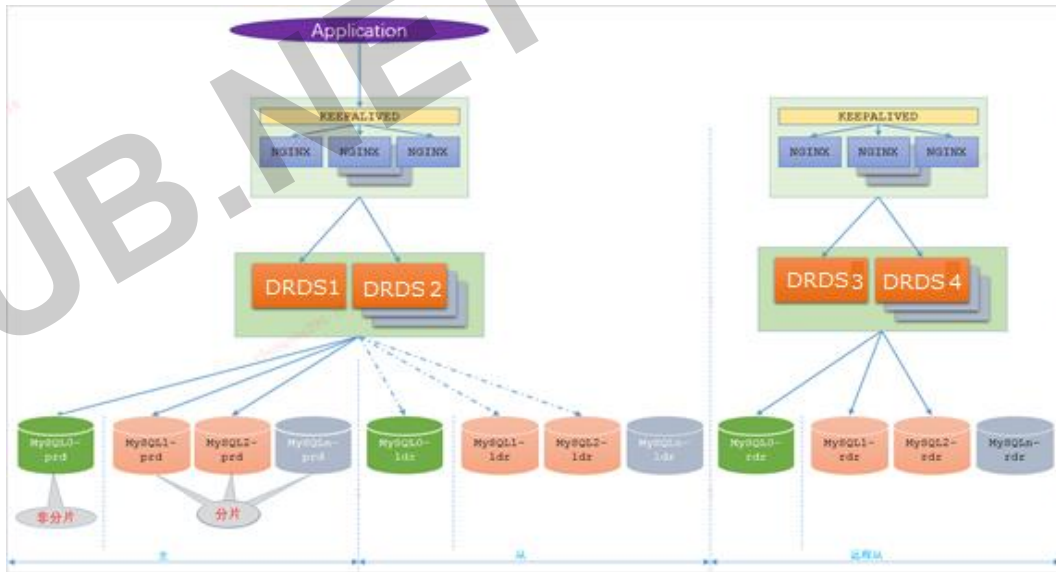 Application
KEEPALIVED
NGINX NGINX NGINX
KEEPALIVED
NGINX NGINX NGINX
DRDS1 DRDS 2
DRDS 3 DRDS 4
MySQL0-
prd
MySQL1-
prd
MySQL2-
prd
MySQLn-
prd
MySQL0-
ldr
MySQL1-
ldr
MySQL2-
ldr
MySQLn-
ldr
MySQL0-
rdr
MySQL1-
rdr
MySQL2-
rdr
MySQLn-
rdr
非分片
分片
主
从
远程从
UB.NET